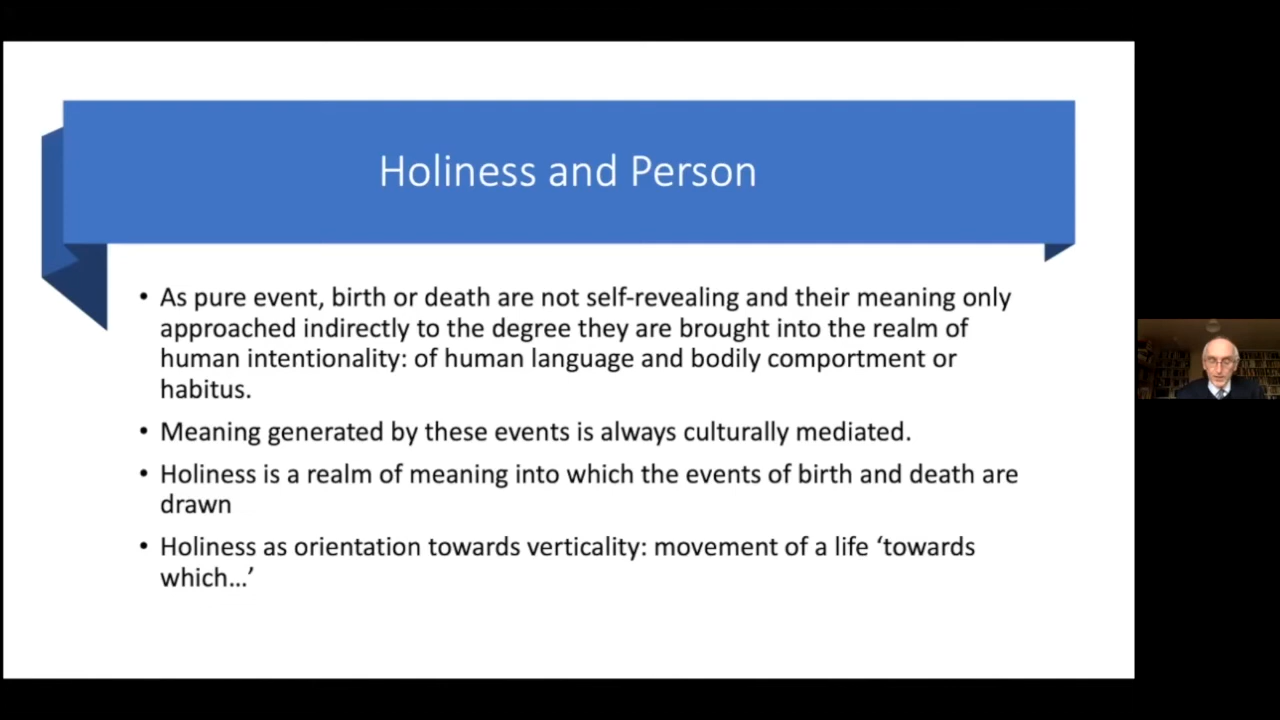 Holiness and Person
• As pure event, birth or death are not self-revealing and their meaning only
approached indirectly to the degree they are brought into the realm of
human intentionality: of human language and bodily comportment or
habitus.
• Meaning generated by these events is always culturally mediated.
• Holiness is a realm of meaning into which the events of birth and death are
drawn
• Holiness as orientation towards verticality: movement of a life ‘towards
which…’